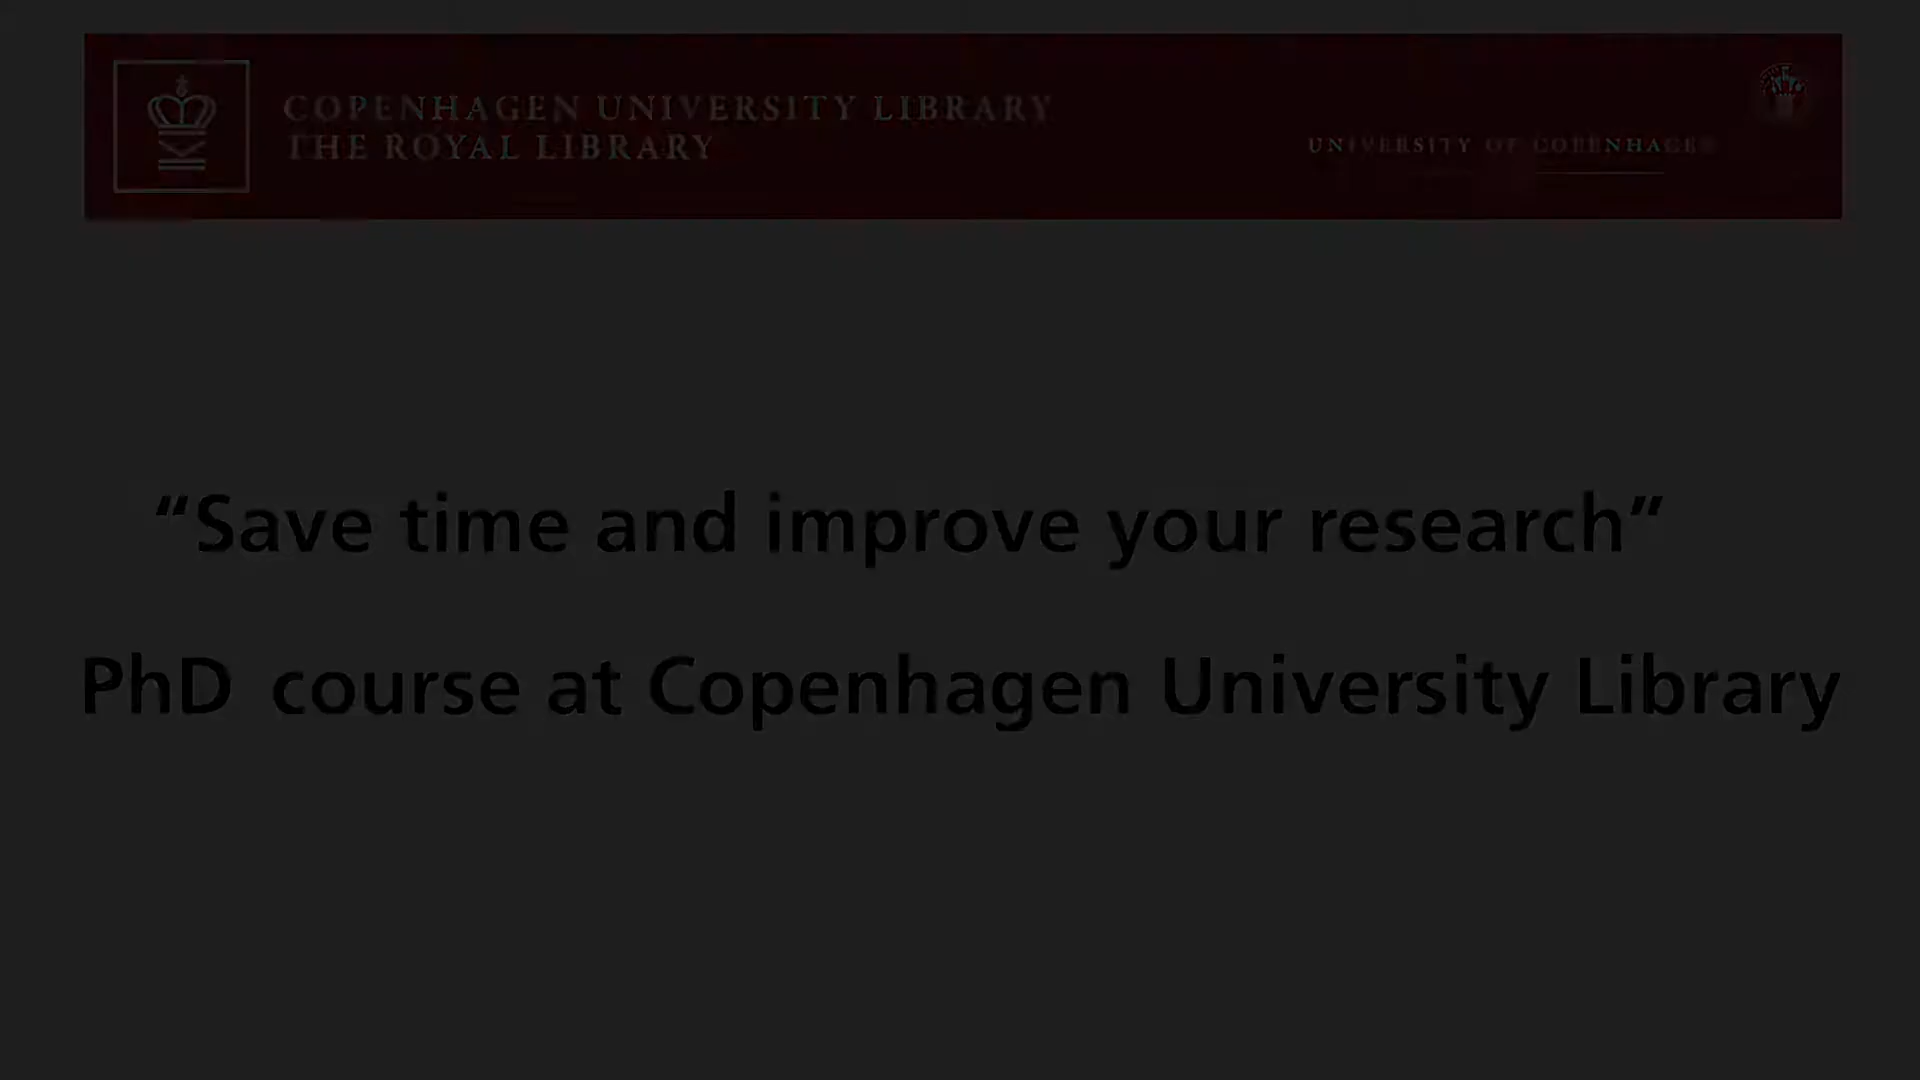 COPENHAGEN UNIVERSITY LIBRARY
THE ROYAL LIBRARY
UNIVERSITY OF COPENHAGEN
“Save time and improve your research”
PhD course at Copenhagen University Library